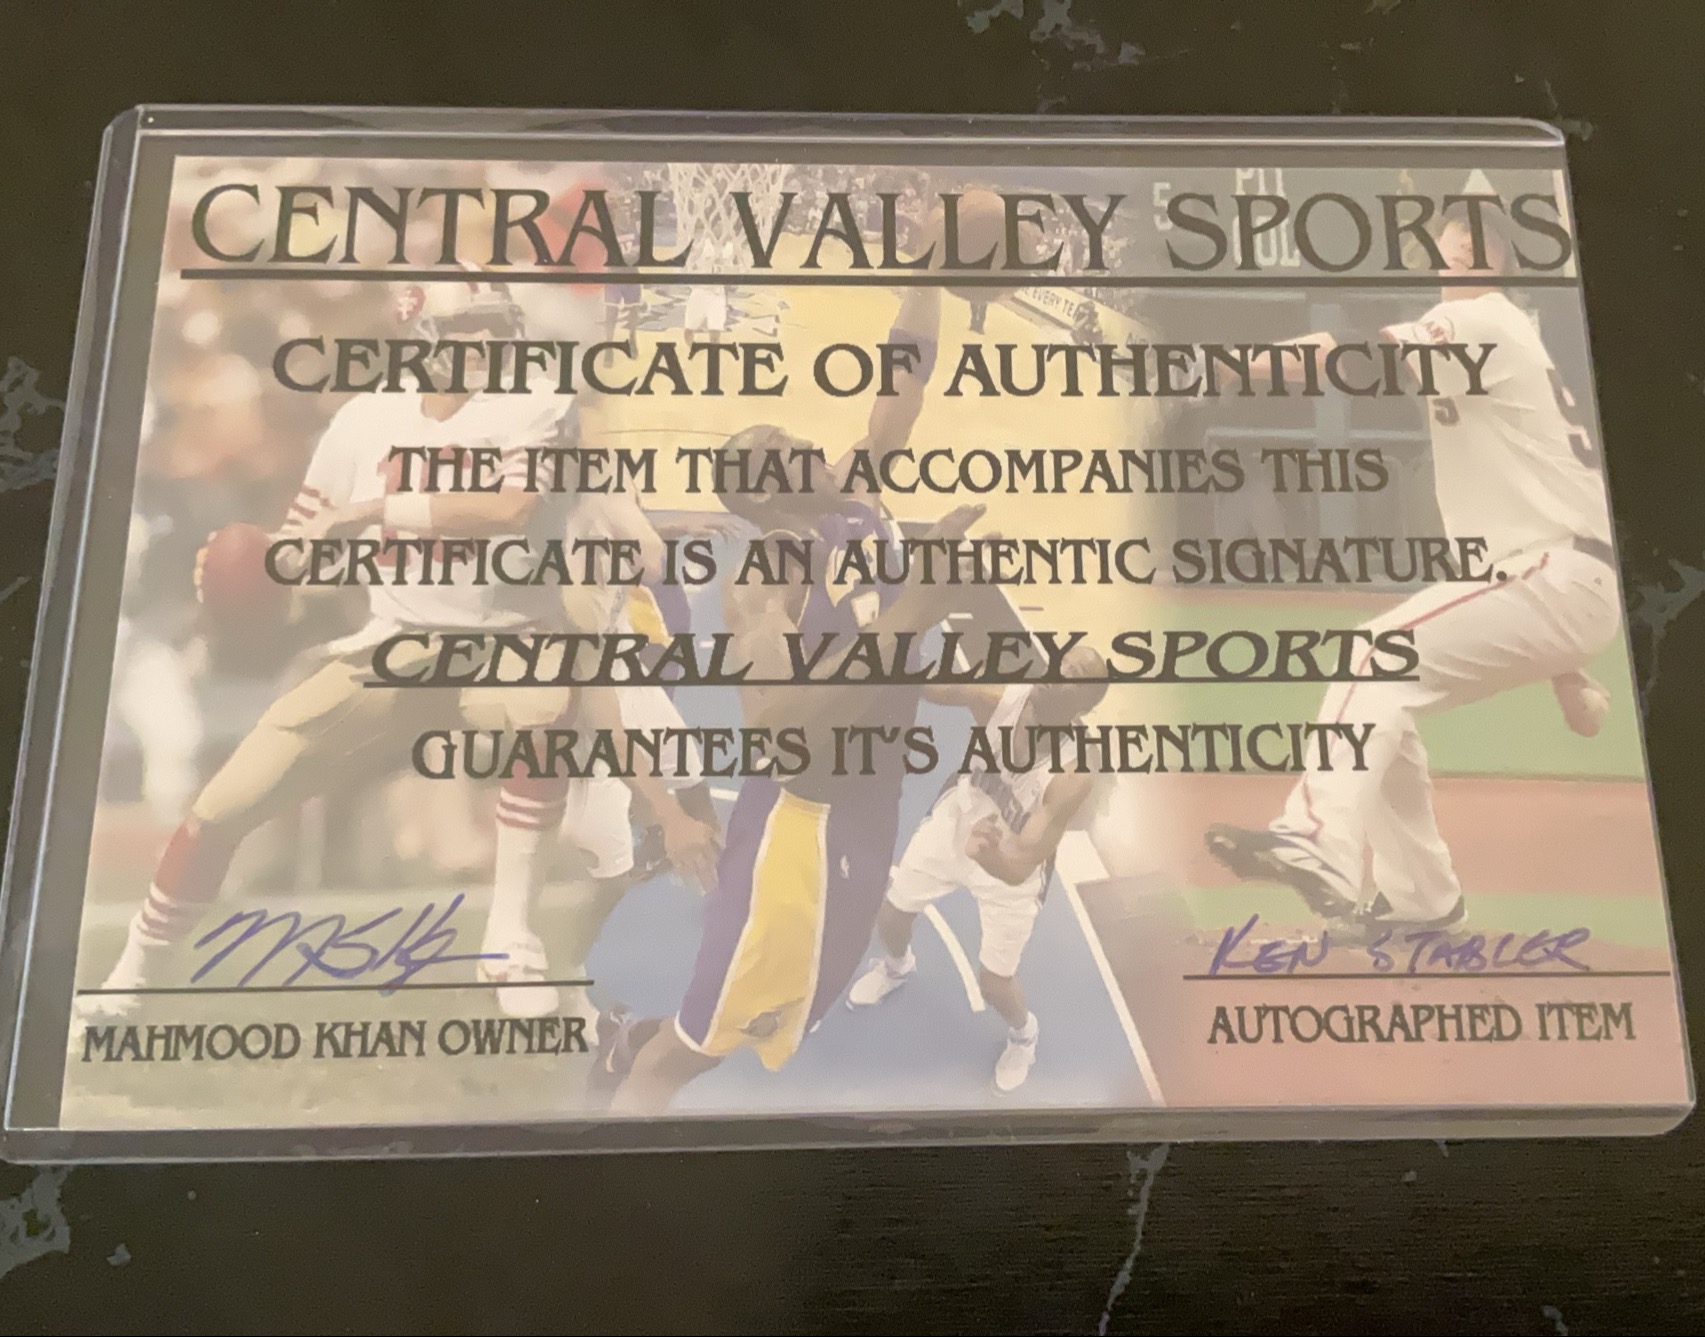 CENTRAL VALLEY SPORTS
CERTIFICATE OF AUTHENTICITY
THE ITEM THAT ACCOMPANIES THIS
CERTIFICATE IS AN AUTHENTIC SIGNATURE.
CENTRAL VALLEY SPORTS
GUARANTEES IT'S AUTHENTICITY
KEN STABLER
MAHMOOD KHAN OWNER
AUTOGRAPHED ITEM